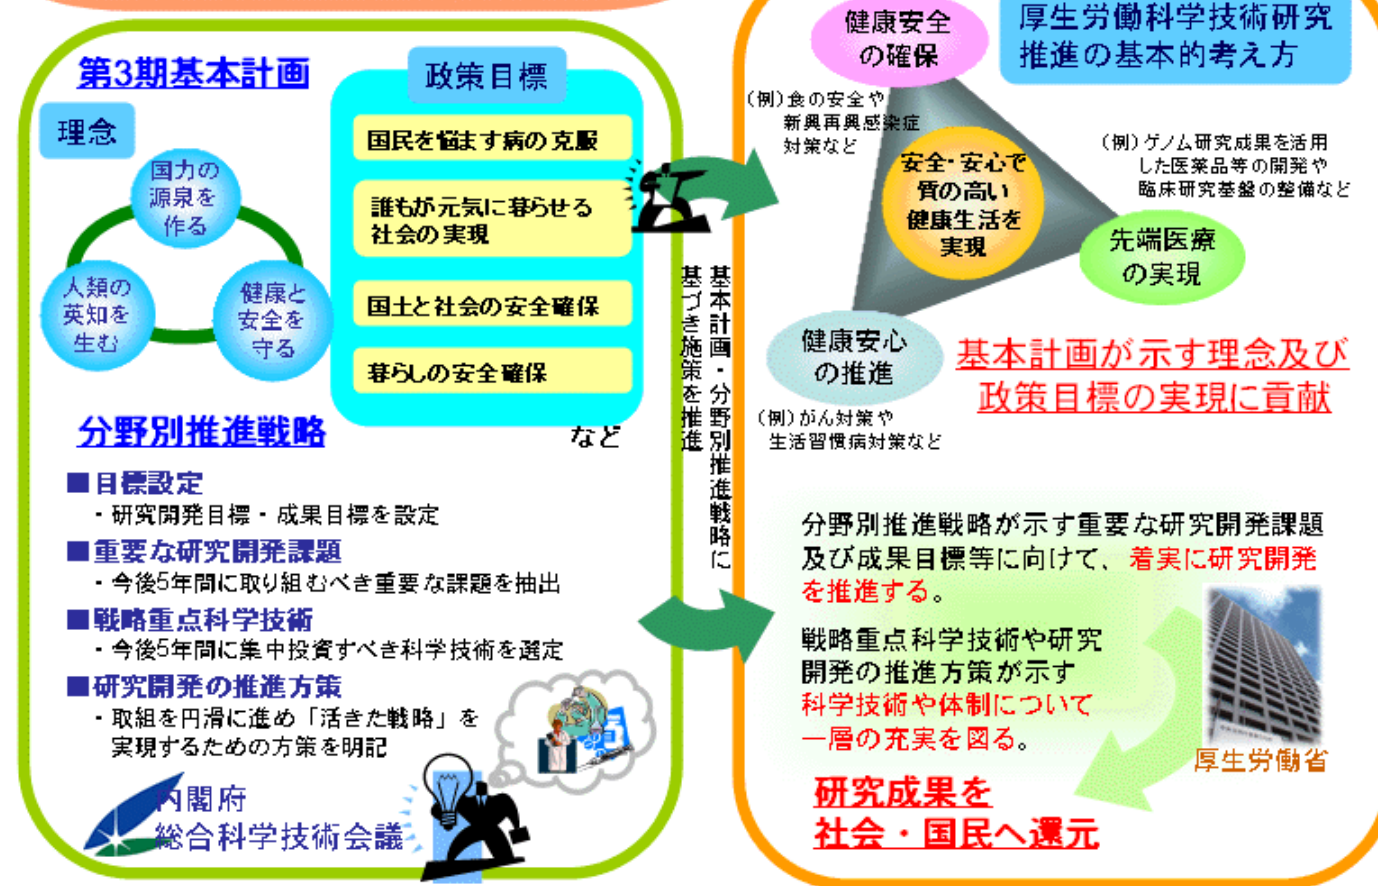 第3期基本計画
理念
国力の
源泉を
作る
人類の
英知を
生む
健康と
安全を
守る
政策目標
国民を悩ます病の克服
誰もが元気に暮らせる
社会の実現
国土と社会の安全確保
暮らしの安全確保
など
分野別推進戦略
■目標設定
・研究開発目標・成果目標を設定
■重要な研究開発課題
・今後5年間に取り組むべき重要な課題を抽出
■戦略重点科学技術
・今後5年間に集中投資すべき科学技術を選定
■研究開発の推進方策
・取組を円滑に進め「活きた戦略」を
実現するための方策を明記
内閣府
総合科学技術会議
基本計画・分野別推進戦略に
基づき施策を推進
厚生労働科学技術研究
推進の基本的考え方
健康安全
の確保
(例)食の安全や
新興再興感染症
対策など
(例)ゲノム研究成果を活用
した医薬品等の開発や
臨床研究基盤の整備など
安全・安心で
質の高い
健康生活を
実現
先端医療
の実現
健康安心
の推進
(例)がん対策や
生活習慣病対策など
基本計画が示す理念及び
政策目標の実現に貢献
分野別推進戦略が示す重要な研究開発課題
及び成果目標等に向けて、着実に研究開発
を推進する。
戦略重点科学技術や研究
開発の推進方策が示す
科学技術や体制について
一層の充実を図る。
厚生労働省
研究成果を
社会・国民へ還元